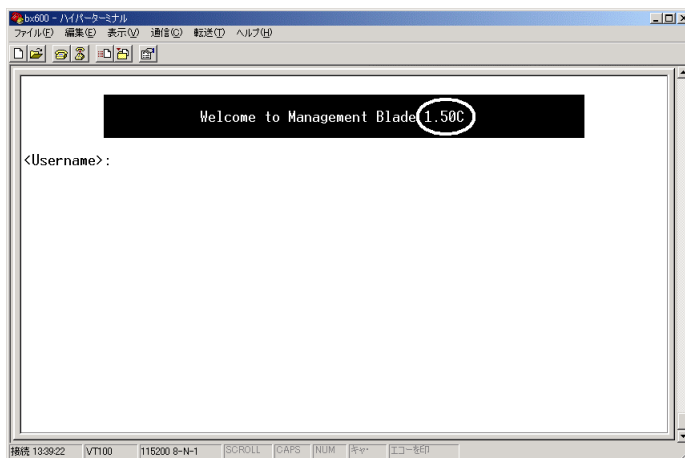 bx600 - ハイパーターミナル
ファイル(F) 編集(E) 表示(V) 通信(C) 転送(T) ヘルプ(H)
Welcome to Management Blade 1.50C
<Username>:
接続 13:39:22 VT100 115200 8-N-1 SCROLL CAPS NUM キャ エコーを印